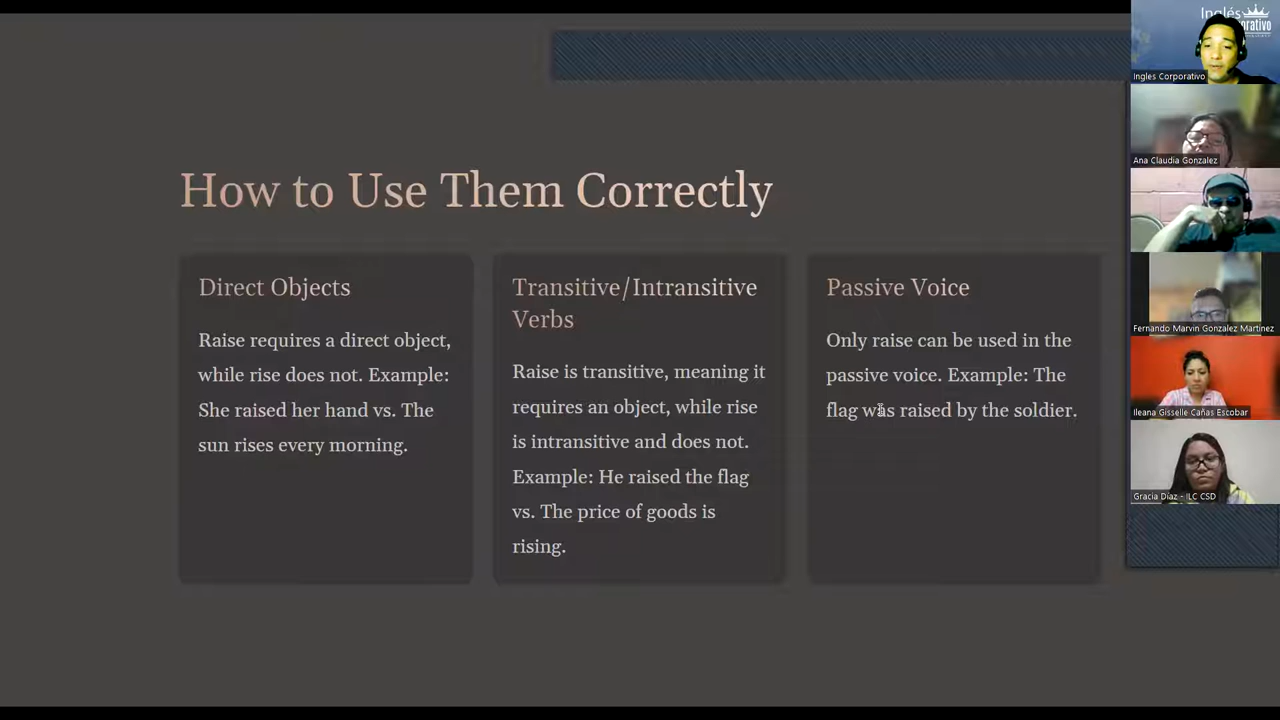 How to Use Them Correctly
Direct Objects
Raise requires a direct object,
while rise does not. Example:
She raised her hand vs. The
sun rises every morning.
Transitive/Intransitive
Verbs
Raise is transitive, meaning it
requires an object, while rise
is intransitive and does not.
Example: He raised the flag
vs. The price of goods is
rising.
Passive Voice
Only raise can be used in the
passive voice. Example: The
flag was raised by the soldier.
Inglés
Ingles Corporativo
Ana Claudia Gonzalez
Fernando Marvin Gonzalez Martinez
Ileana Gisselle Cañas Escobar
Gracia Díaz - ILC CSD